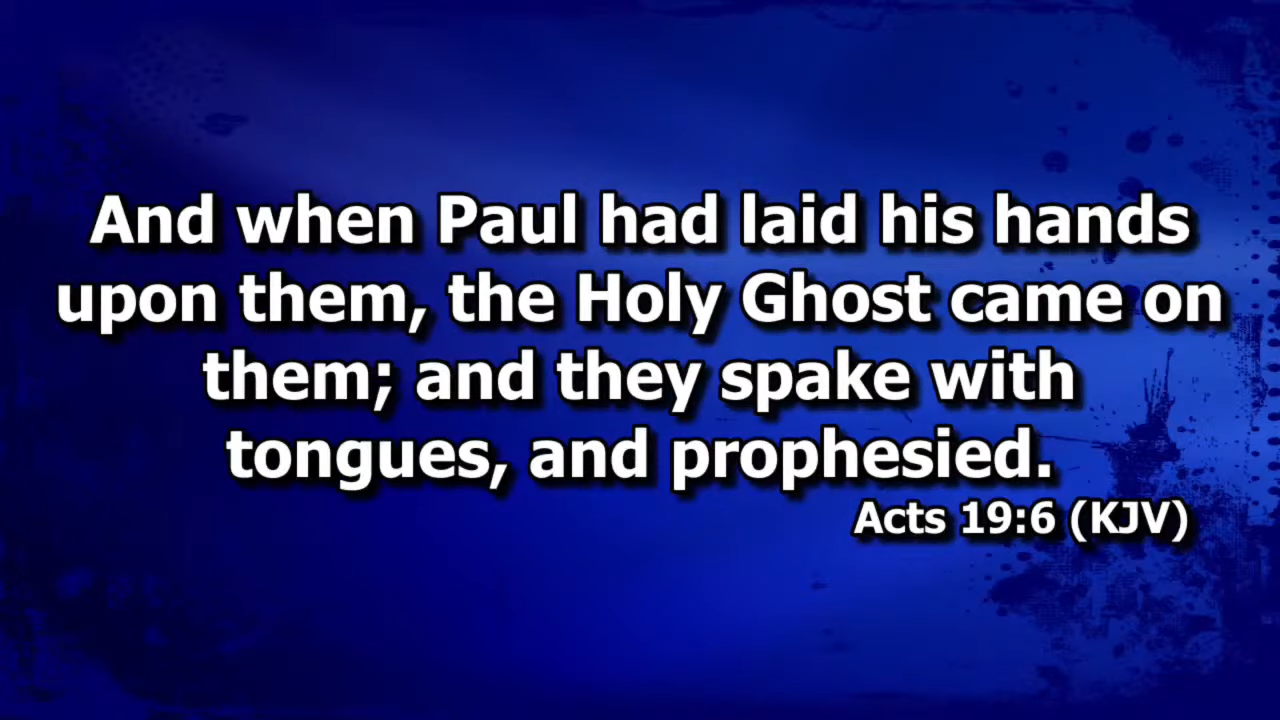 And when Paul had laid his hands
upon them, the Holy Ghost came on
them; and they spake with
tongues, and prophesied.
Acts 19:6 (KJV)